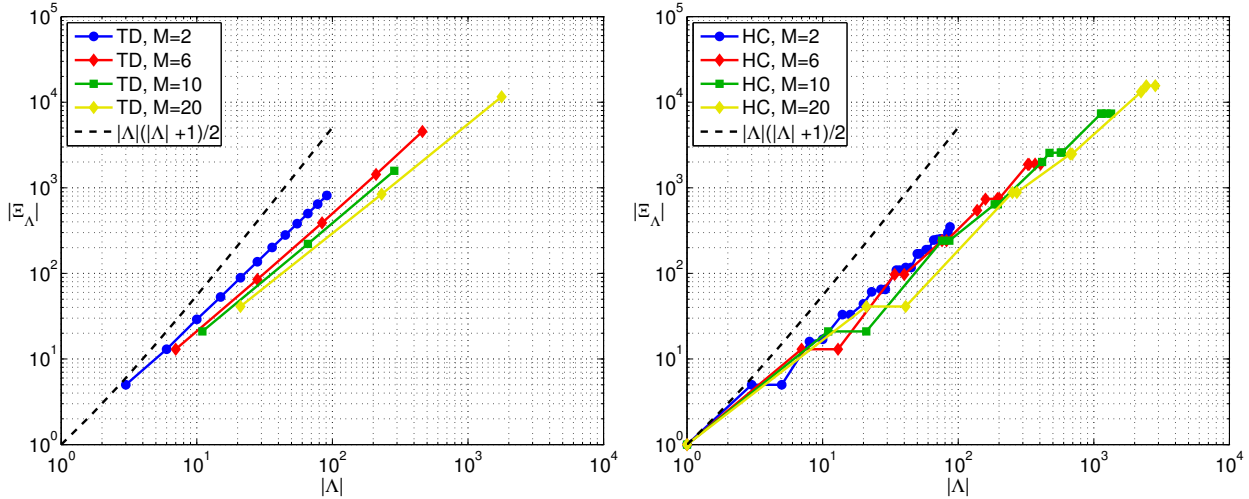 10^5
10^4
10^3
10^2
10^1
10^0
|Ξ_Λ|
TD, M=2
TD, M=6
TD, M=10
TD, M=20
|Λ|(|Λ| +1)/2
10^0 10^1 10^2 10^3 10^4
|Λ|
10^5
10^4
10^3
10^2
10^1
10^0
|Ξ_Λ|
HC, M=2
HC, M=6
HC, M=10
HC, M=20
|Λ|(|Λ| +1)/2
10^0 10^1 10^2 10^3 10^4
|Λ|